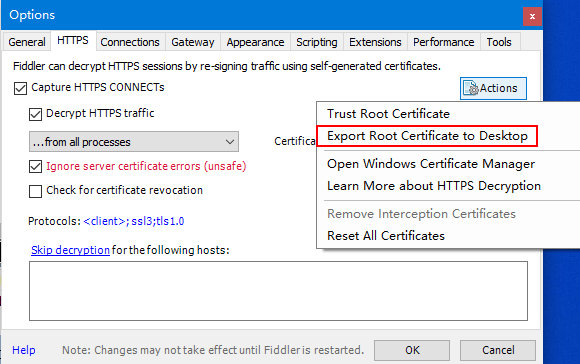 Options
General HTTPS Connections Gateway Appearance Scripting Extensions Performance Tools
Fiddler can decrypt HTTPS sessions by re-signing traffic using self-generated certificates.
Capture HTTPS CONNECTs
Actions
Decrypt HTTPS traffic
Trust Root Certificate
...from all processes
Export Root Certificate to Desktop
Ignore server certificate errors (unsafe)
Open Windows Certificate Manager
Check for certificate revocation
Learn More about HTTPS Decryption
Protocols: <client>;ssl3;tls1.0
Remove Interception Certificates
Reset All Certificates
Skip decryption for the following hosts:
Help
Note: Changes may not take effect until Fiddler is restarted.
OK
Cancel